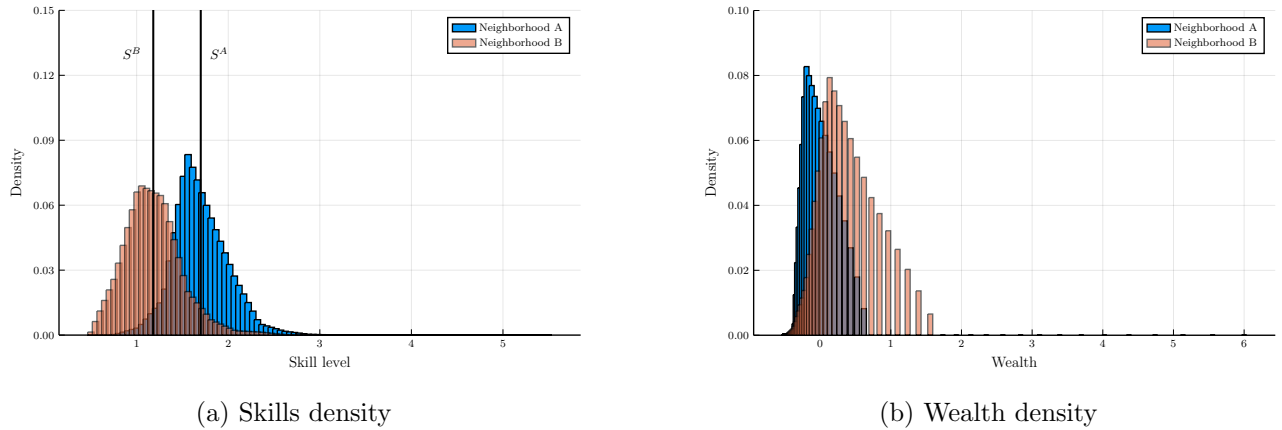 0.15
0.12
0.09
0.06
0.03
0.00
Density
S^B
S^A
Neighborhood A
Neighborhood B
1
2
3
4
5
Skill level
(a) Skills density
0.10
0.08
0.06
0.04
0.02
0.00
Density
Neighborhood A
Neighborhood B
0
1
2
3
4
5
6
Wealth
(b) Wealth density